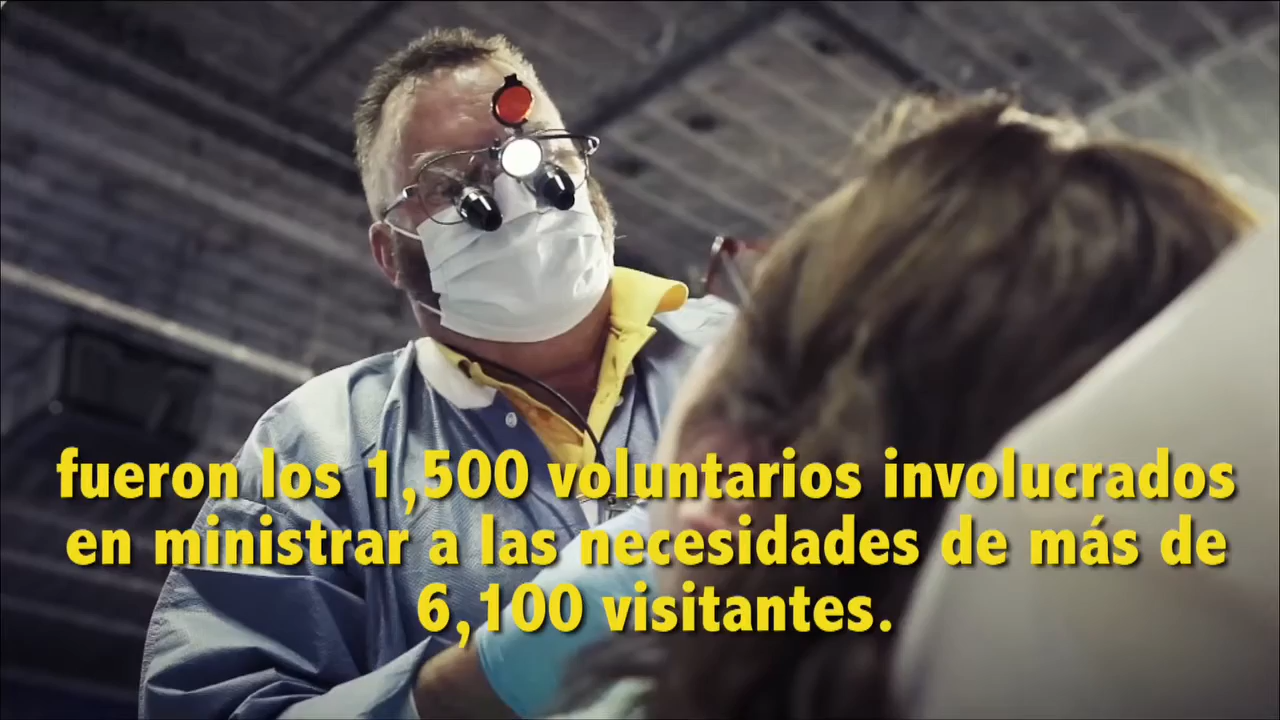 fueron los 1,500 voluntarios involucrados
en ministrar a las necesidades de más de
6,100 visitantes.